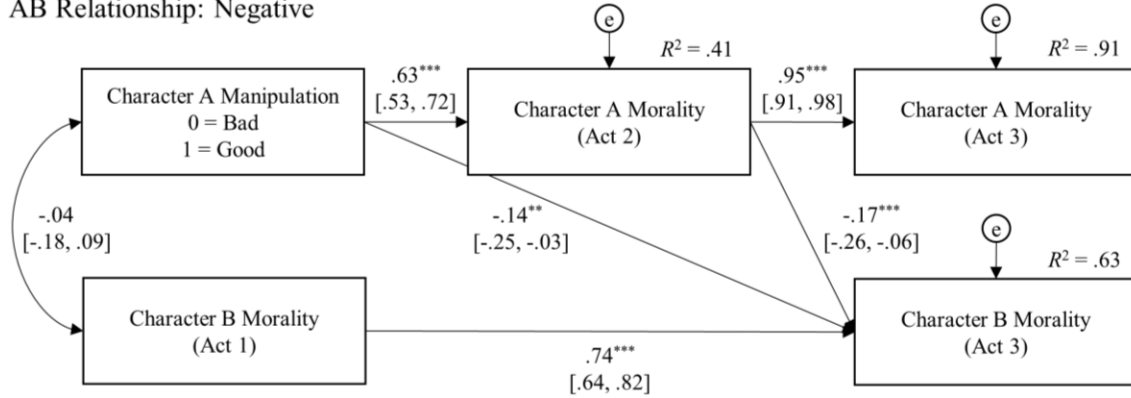 AB Relationship: Negative
e
R² = .41
e
R² = .91
Character A Manipulation
0 = Bad
1 = Good
.63***
[.53, .72]
Character A Morality
(Act 2)
.95***
[.91, .98]
Character A Morality
(Act 3)
-.04
[-.18, .09]
-.14**
[-.25, -.03]
-.17***
[-.26, -.06]
e
R² = .63
Character B Morality
(Act 1)
.74***
[.64, .82]
Character B Morality
(Act 3)